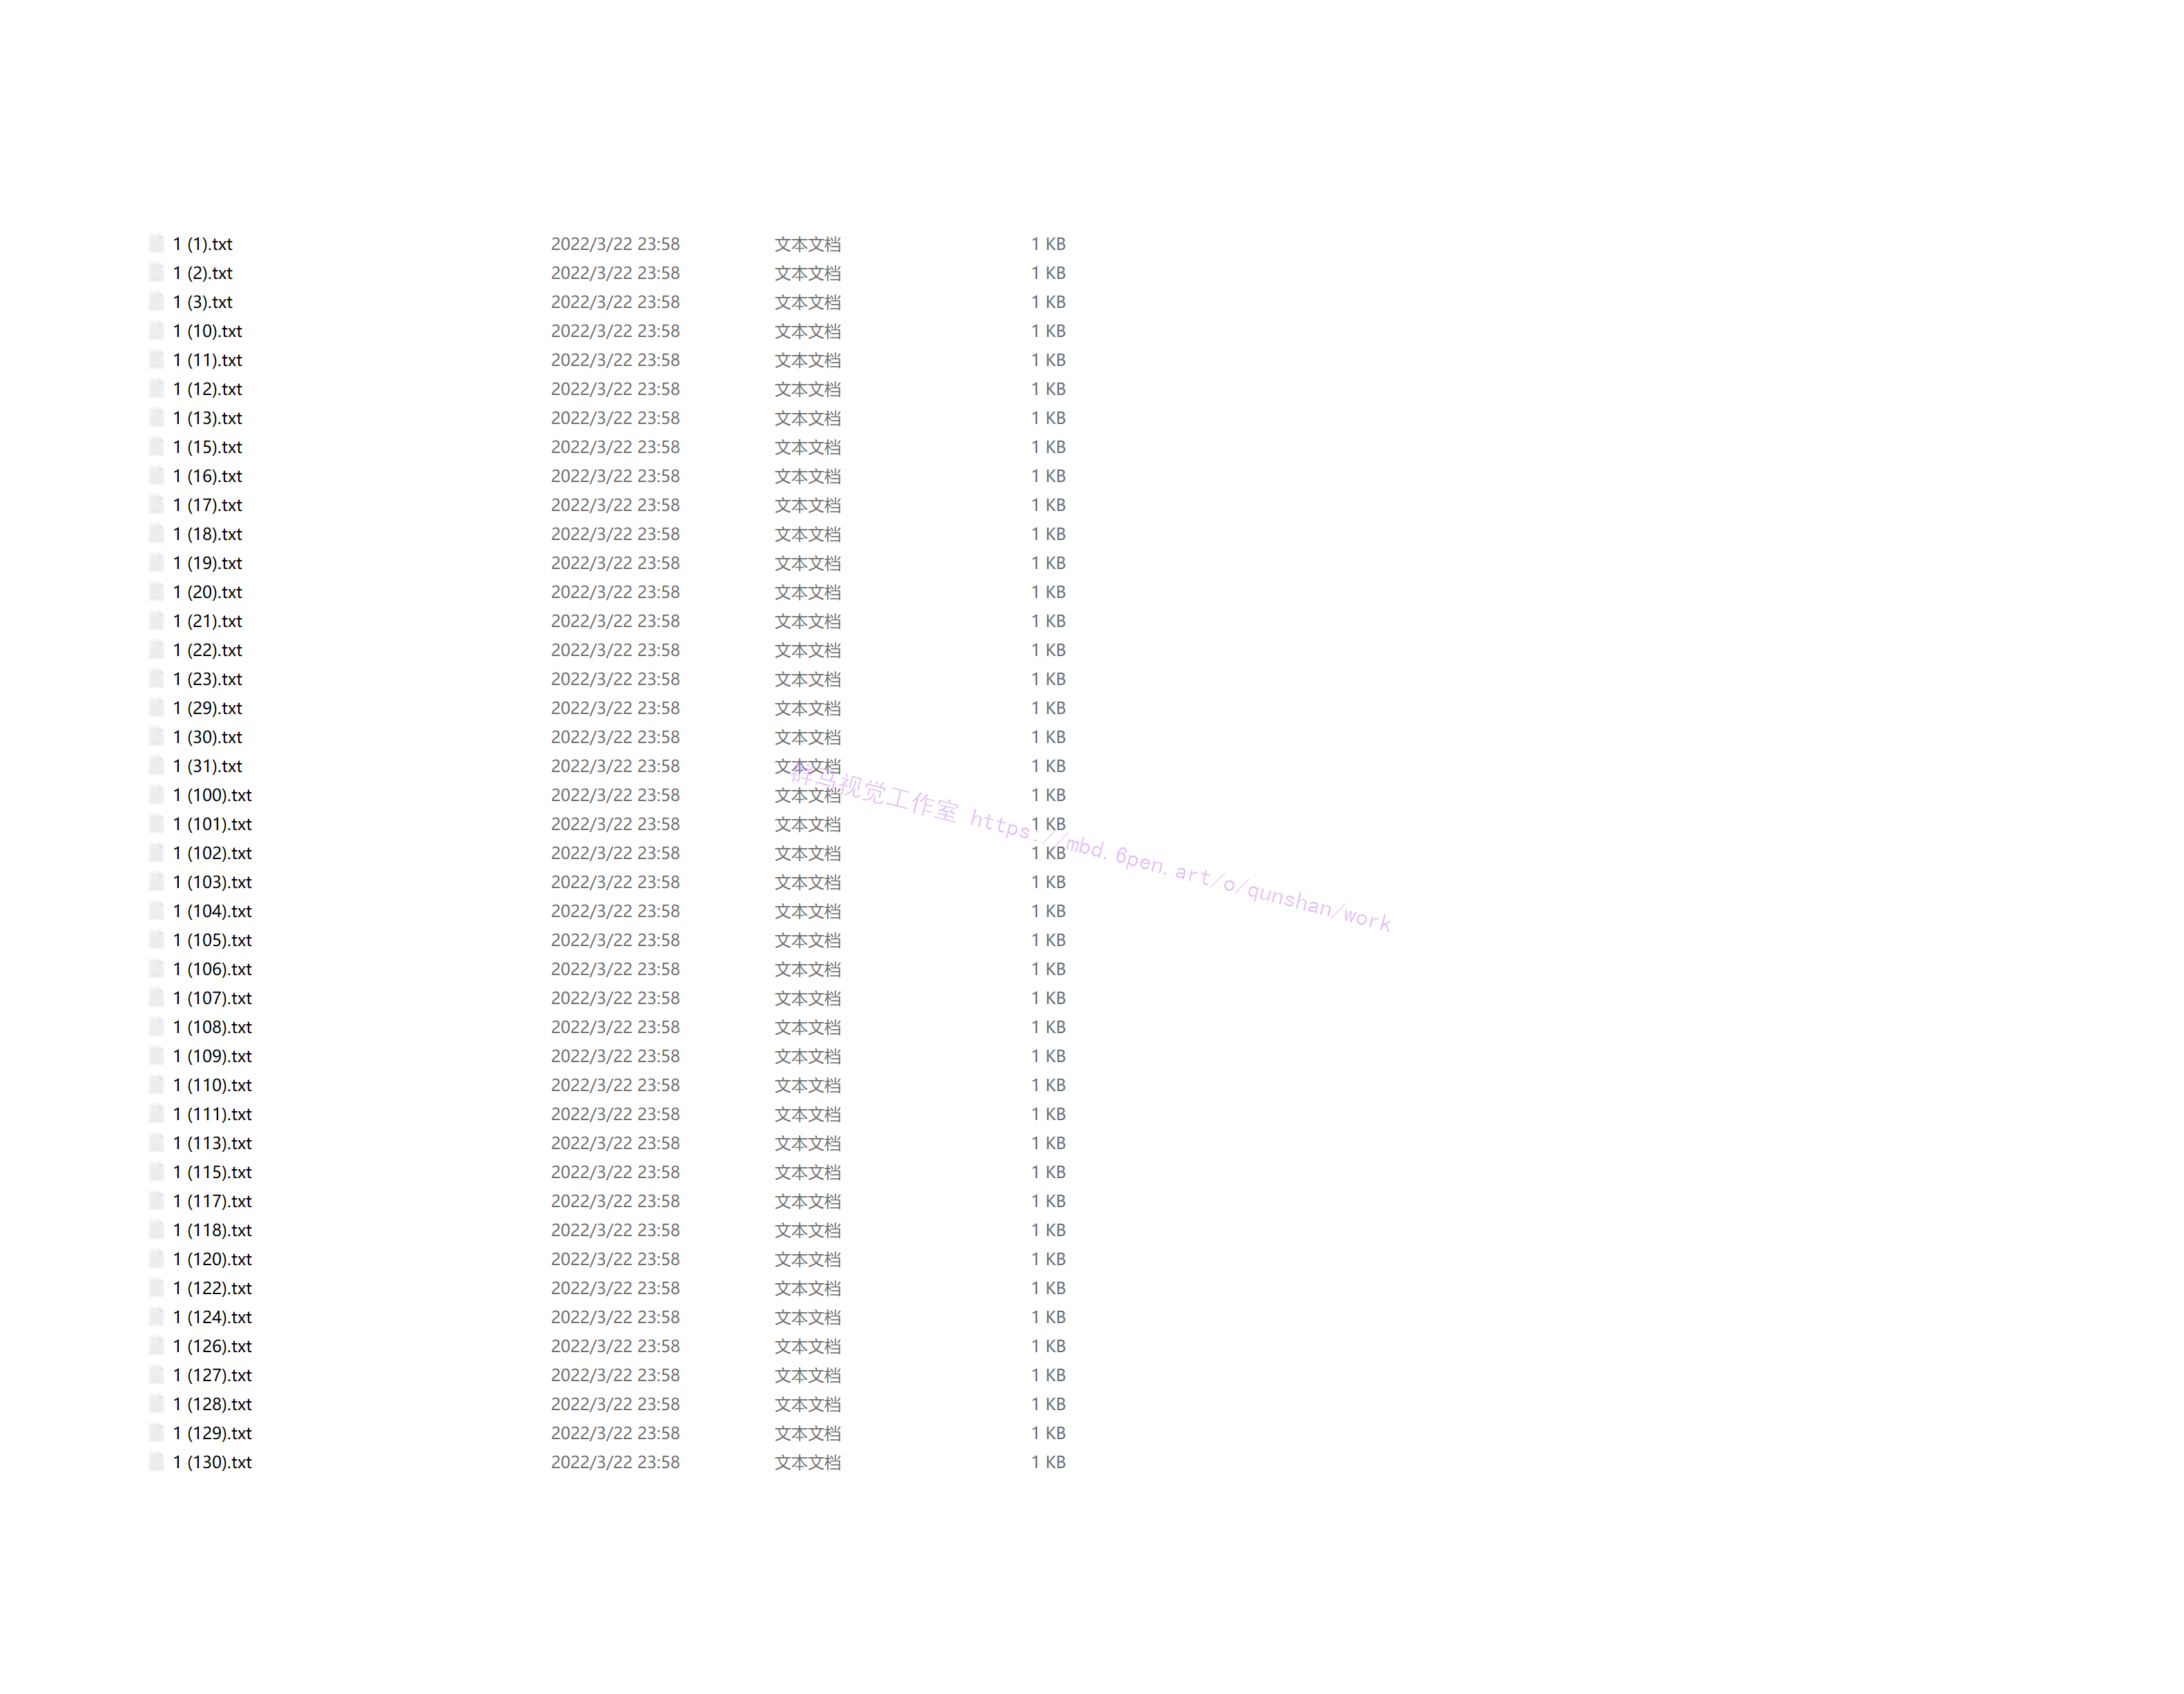 1 (1).txt 2022/3/22 23:58 文本文档 1 KB
1 (2).txt 2022/3/22 23:58 文本文档 1 KB
1 (3).txt 2022/3/22 23:58 文本文档 1 KB
1 (10).txt 2022/3/22 23:58 文本文档 1 KB
1 (11).txt 2022/3/22 23:58 文本文档 1 KB
1 (12).txt 2022/3/22 23:58 文本文档 1 KB
1 (13).txt 2022/3/22 23:58 文本文档 1 KB
1 (15).txt 2022/3/22 23:58 文本文档 1 KB
1 (16).txt 2022/3/22 23:58 文本文档 1 KB
1 (17).txt 2022/3/22 23:58 文本文档 1 KB
1 (18).txt 2022/3/22 23:58 文本文档 1 KB
1 (19).txt 2022/3/22 23:58 文本文档 1 KB
1 (20).txt 2022/3/22 23:58 文本文档 1 KB
1 (21).txt 2022/3/22 23:58 文本文档 1 KB
1 (22).txt 2022/3/22 23:58 文本文档 1 KB
1 (23).txt 2022/3/22 23:58 文本文档 1 KB
1 (29).txt 2022/3/22 23:58 文本文档 1 KB
1 (30).txt 2022/3/22 23:58 文本文档 1 KB
1 (31).txt 2022/3/22 23:58 文本文档 1 KB
1 (100).txt 2022/3/22 23:58 文本文档 1 KB
1 (101).txt 2022/3/22 23:58 文本文档 1 KB
1 (102).txt 2022/3/22 23:58 文本文档 1 KB
1 (103).txt 2022/3/22 23:58 文本文档 1 KB
1 (104).txt 2022/3/22 23:58 文本文档 1 KB
1 (105).txt 2022/3/22 23:58 文本文档 1 KB
1 (106).txt 2022/3/22 23:58 文本文档 1 KB
1 (107).txt 2022/3/22 23:58 文本文档 1 KB
1 (108).txt 2022/3/22 23:58 文本文档 1 KB
1 (109).txt 2022/3/22 23:58 文本文档 1 KB
1 (110).txt 2022/3/22 23:58 文本文档 1 KB
1 (111).txt 2022/3/22 23:58 文本文档 1 KB
1 (113).txt 2022/3/22 23:58 文本文档 1 KB
1 (115).txt 2022/3/22 23:58 文本文档 1 KB
1 (117).txt 2022/3/22 23:58 文本文档 1 KB
1 (118).txt 2022/3/22 23:58 文本文档 1 KB
1 (120).txt 2022/3/22 23:58 文本文档 1 KB
1 (122).txt 2022/3/22 23:58 文本文档 1 KB
1 (124).txt 2022/3/22 23:58 文本文档 1 KB
1 (126).txt 2022/3/22 23:58 文本文档 1 KB
1 (127).txt 2022/3/22 23:58 文本文档 1 KB
1 (128).txt 2022/3/22 23:58 文本文档 1 KB
1 (129).txt 2022/3/22 23:58 文本文档 1 KB
1 (130).txt 2022/3/22 23:58 文本文档 1 KB
群马视觉工作室 https://mbd.6pen.art/o/qunshan/work